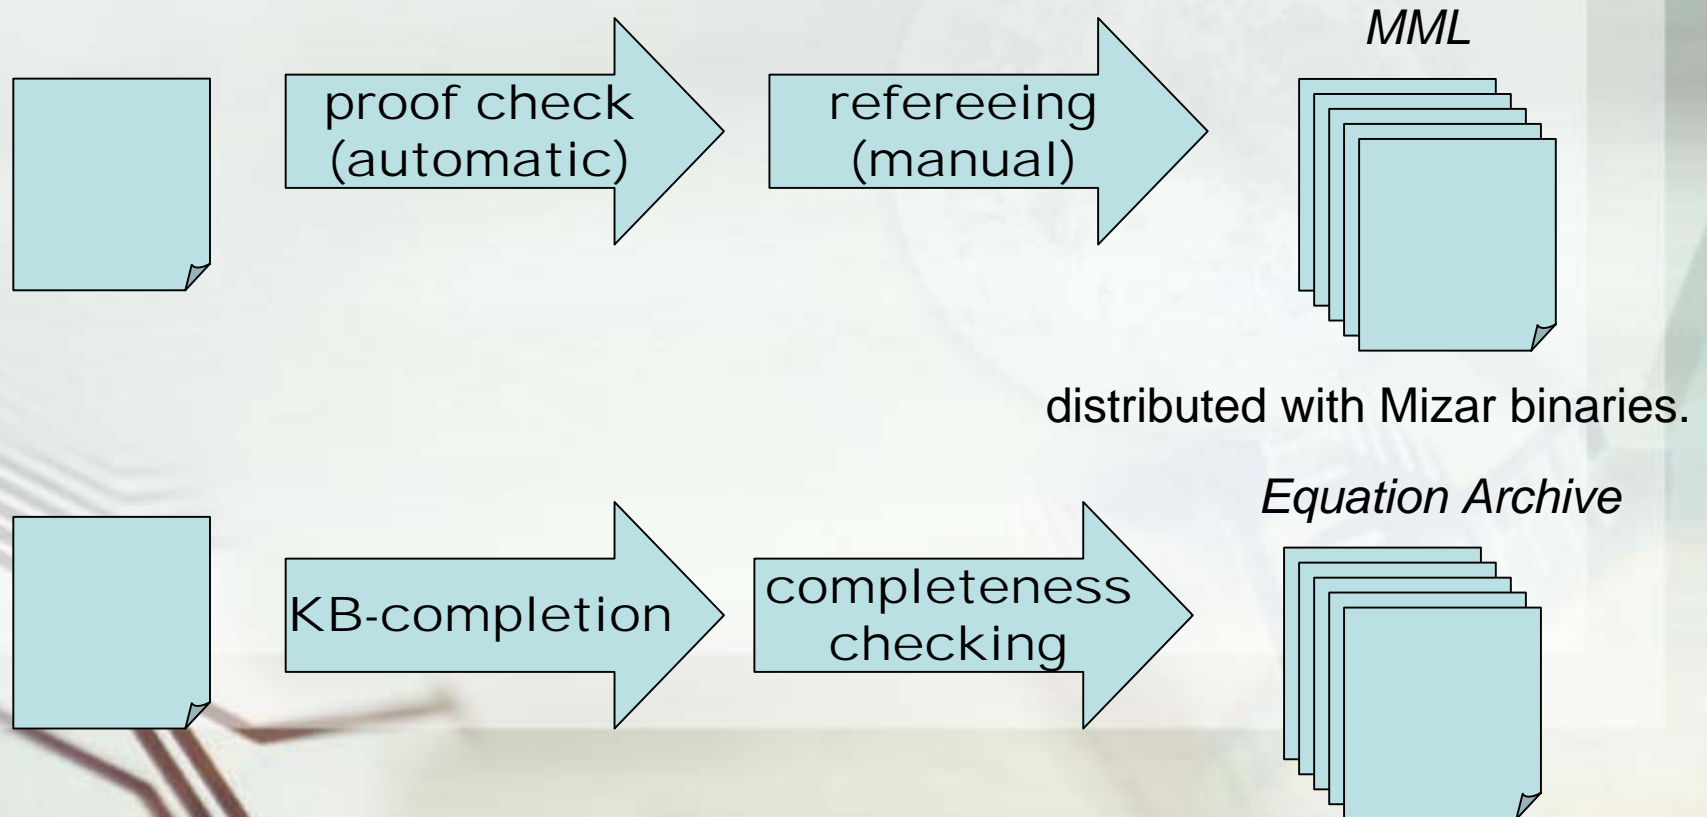 MML
proof check
(automatic)
refereeing
(manual)
distributed with Mizar binaries.
Equation Archive
KB-completion
completeness
checking